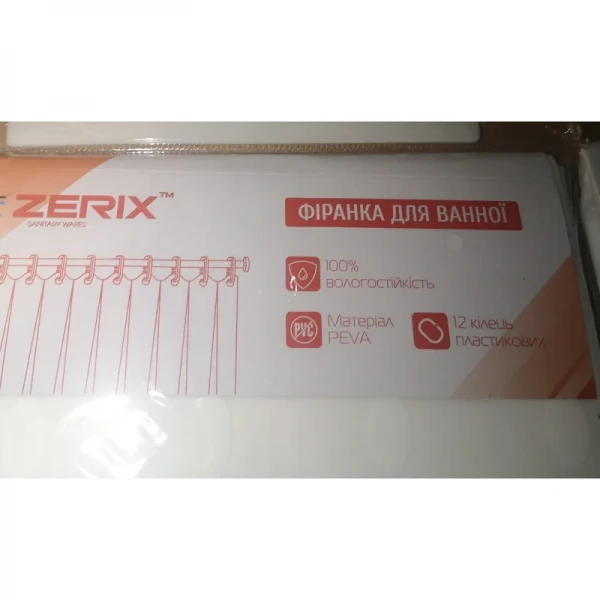 ZERIX™
SANITARY WARES
ФІРАНКА ДЛЯ ВАННОЇ
100%
вологостійкість
PVC
Матеріал
PEVA
12 кілець
пластикових